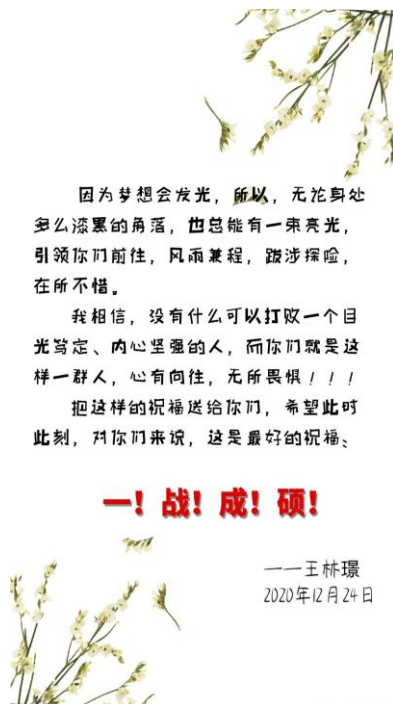 因为梦想会发光，所以，无论身处
多么漆黑的角落，也总能有一束亮光，
引领你们前往，风雨兼程，跋涉探险，
在所不惜。
我相信，没有什么可以打败一个目
光笃定、内心坚强的人，而你们就是这
样一群人，心有向往，无所畏惧！！！
把这样的祝福送给你们，希望此时
此刻，对你们来说，这是最好的祝福、
一！战！成！硕！
——王林璟
2020年12月24日